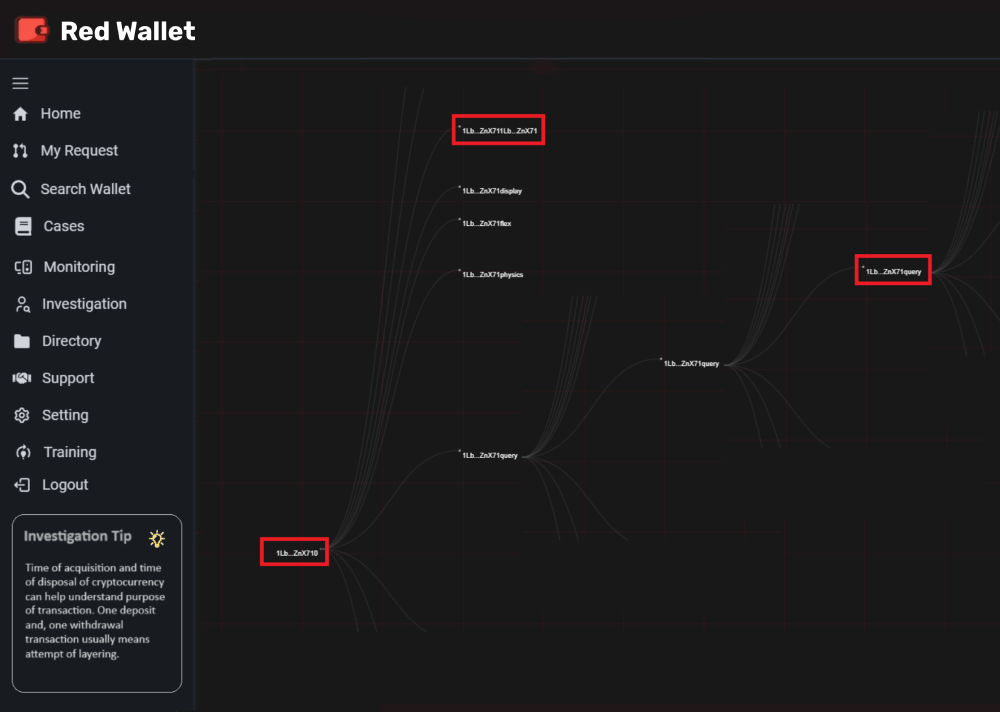 Red Wallet
Home
My Request
Search Wallet
Cases
Monitoring
Investigation
Directory
Support
Setting
Training
Logout
Investigation Tip
Time of acquisition and time
of disposal of cryptocurrency
can help understand purpose
of transaction. One deposit
and, one withdrawal
transaction usually means
attempt of layering.
1Lb...ZnX711Lb...ZnX71
1Lb...ZnX71display
1Lb...ZnX71flex
1Lb...ZnX71physics
1Lb...ZnX71query
1Lb...ZnX71query
1Lb...ZnX71query
1Lb...ZnX710